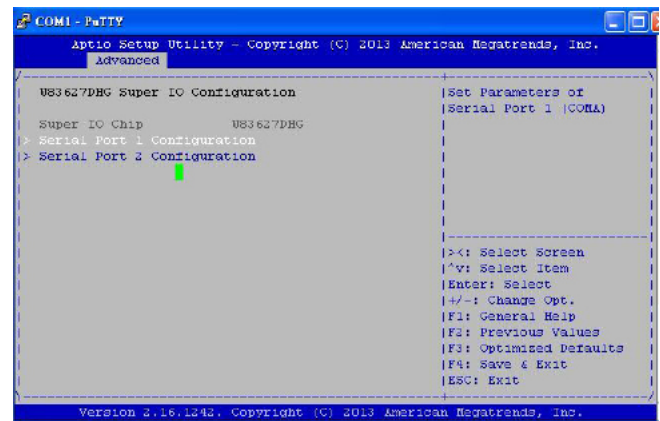 COM1 - PuTTY
Aptio Setup Utility - Copyright (C) 2013 American Megatrends, Inc.
Advanced
W83627DHG Super IO Configuration
Super IO Chip W83627DHG
> Serial Port 1 Configuration
> Serial Port 2 Configuration
Set Parameters of
Serial Port 1 (COMA)
><: Select Screen
^v: Select Item
Enter: Select
+/-: Change Opt.
F1: General Help
F2: Previous Values
F3: Optimized Defaults
F4: Save & Exit
ESC: Exit
Version 2.16.1242. Copyright (C) 2013 American Megatrends, Inc.